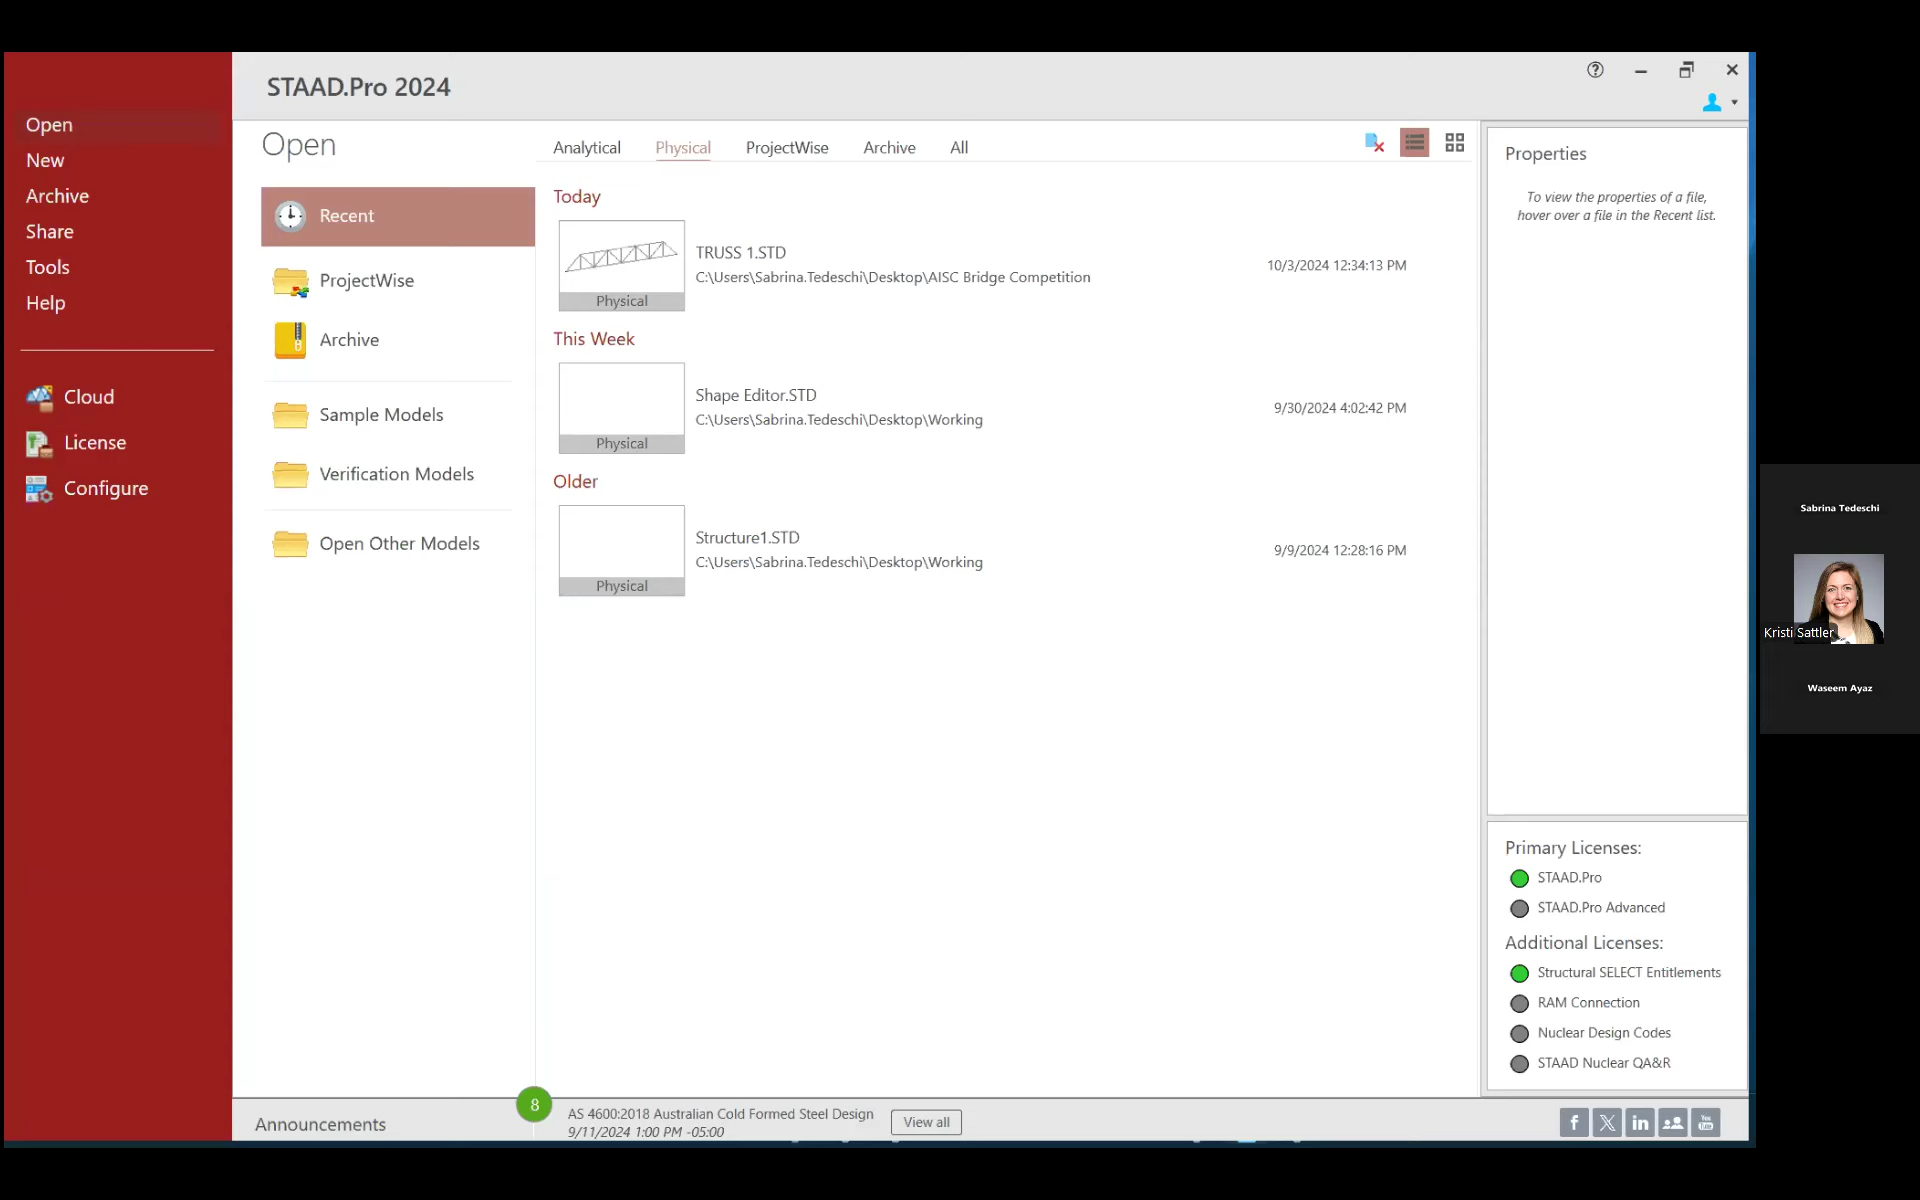 STAAD.Pro 2024
Open
New
Archive
Share
Tools
Help
Cloud
License
Configure
Open
Recent
ProjectWise
Archive
Sample Models
Verification Models
Open Other Models
Analytical Physical ProjectWise Archive All
Today
TRUSS 1.STD
C:\Users\Sabrina.Tedeschi\Desktop\AISC Bridge Competition
10/3/2024 12:34:13 PM
Physical
This Week
Shape Editor.STD
C:\Users\Sabrina.Tedeschi\Desktop\Working
9/30/2024 4:02:42 PM
Physical
Older
Structure1.STD
C:\Users\Sabrina.Tedeschi\Desktop\Working
9/9/2024 12:28:16 PM
Physical
Properties
To view the properties of a file,
hover over a file in the Recent list.
Primary Licenses:
STAAD.Pro
STAAD.Pro Advanced
Additional Licenses:
Structural SELECT Entitlements
RAM Connection
Nuclear Design Codes
STAAD Nuclear QA&R
Announcements
8
AS 4600:2018 Australian Cold Formed Steel Design
9/11/2024 1:00 PM -05:00
View all
f X in You Tube
Sabrina Tedeschi
Kristi Sattler
Waseem Ayaz